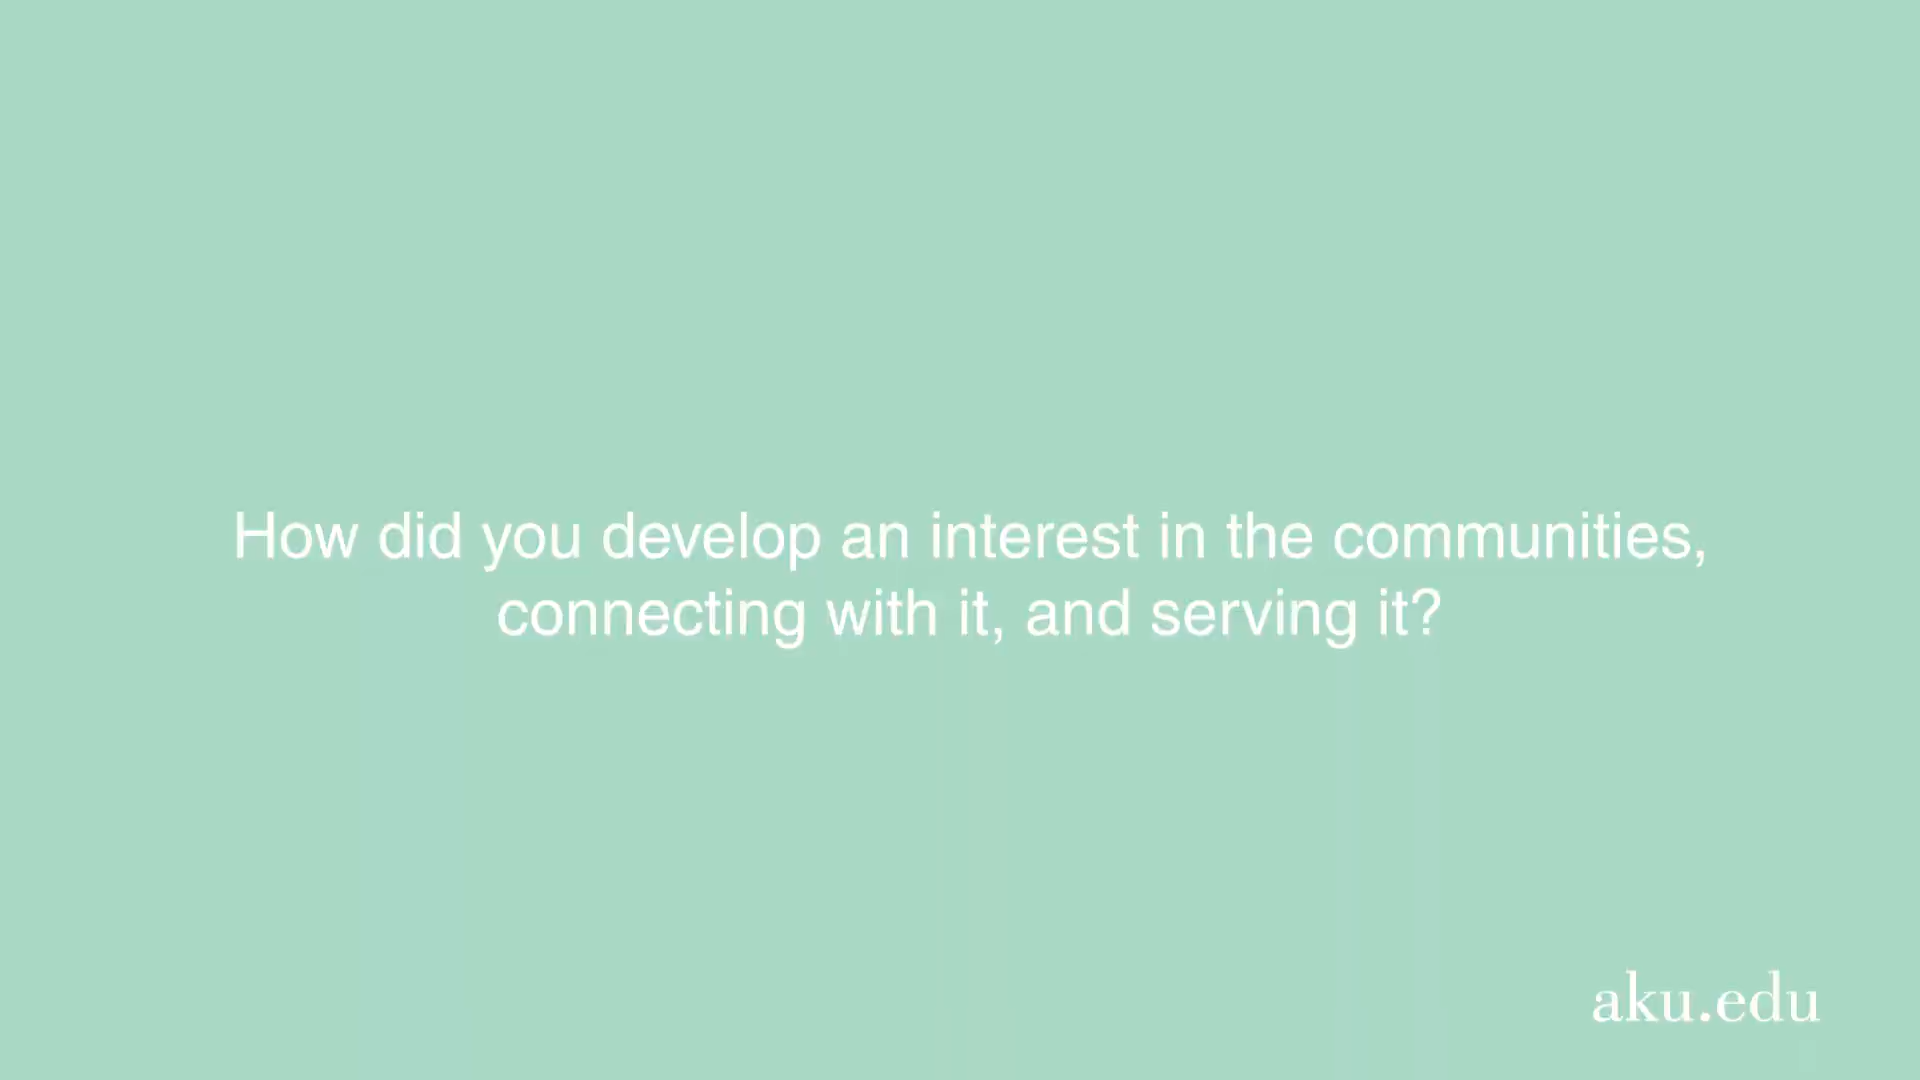 How did you develop an interest in the communities,
connecting with it, and serving it?
aku.edu